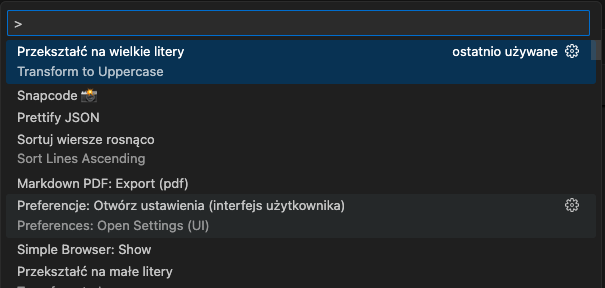 >
Przekształć na wielkie litery ostatnio używane
Transform to Uppercase
Snapcode 📸
Prettify JSON
Sortuj wiersze rosnąco
Sort Lines Ascending
Markdown PDF: Export (pdf)
Preferencje: Otwórz ustawienia (interfejs użytkownika)
Preferences: Open Settings (UI)
Simple Browser: Show
Przekształć na małe litery